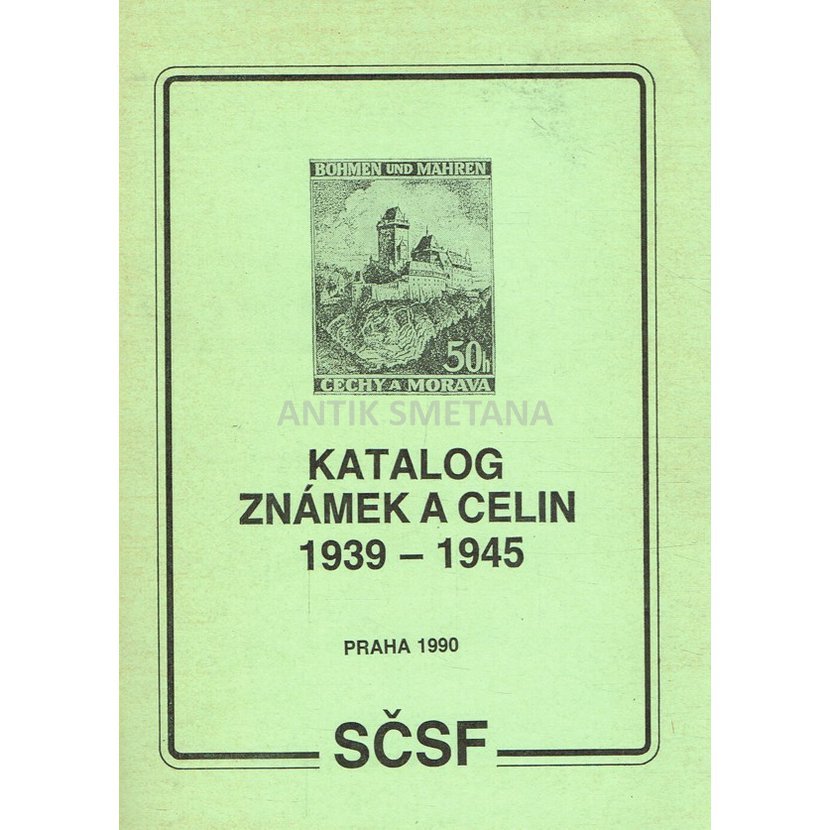 BÖHMEN UND MÄHREN
50h
ČECHY A MORAVA
ANTIK SMETANA
KATALOG
ZNÁMEK A CELIN
1939 – 1945
PRAHA 1990
SČSF